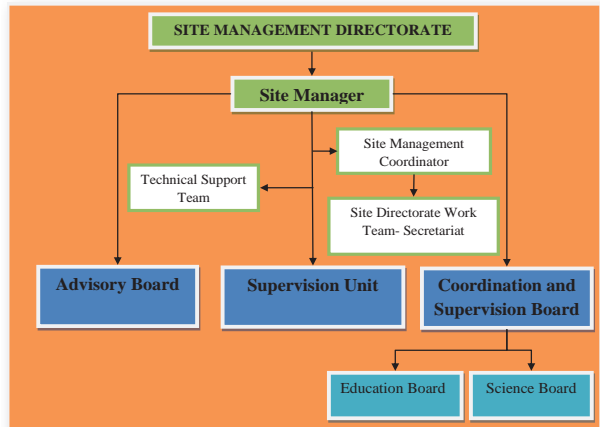 SITE MANAGEMENT DIRECTORATE
Site Manager
Site Management
Coordinator
Technical Support
Team
Site Directorate Work
Team- Secretariat
Advisory Board
Supervision Unit
Coordination and
Supervision Board
Education Board
Science Board